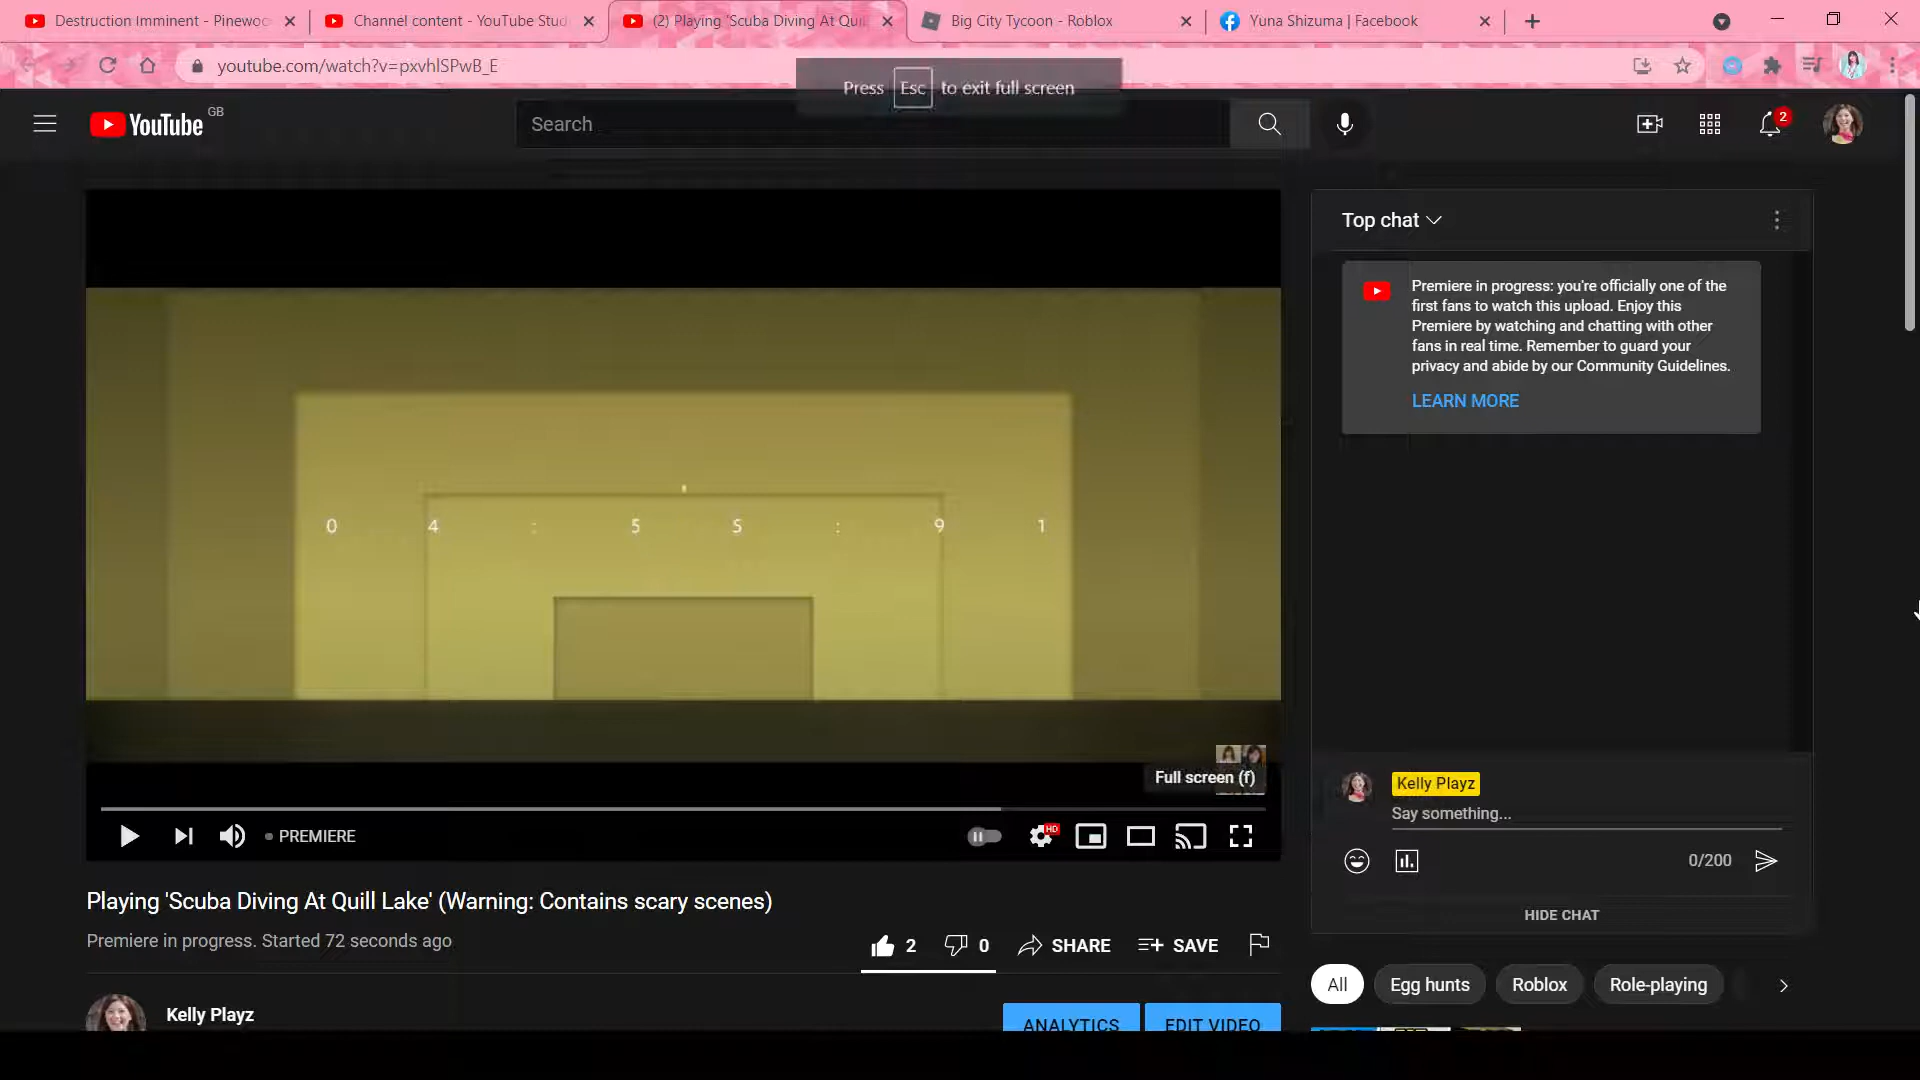 Destruction Imminent - Pinewoo
Channel content - YouTube Stud
(2) Playing 'Scuba Diving At Quil
Big City Tycoon - Roblox
Yuna Shizuma | Facebook
youtube.com/watch?v=pxvhlSPwB_E
Press Esc to exit full screen
YouTube GB
Search
2
Top chat
Premiere in progress: you're officially one of the
first fans to watch this upload. Enjoy this
Premiere by watching and chatting with other
fans in real time. Remember to guard your
privacy and abide by our Community Guidelines.
LEARN MORE
0 4 : 5 5 : 9 1
Full screen (f)
PREMIERE
HD
Kelly Playz
Say something...
0/200
HIDE CHAT
Playing 'Scuba Diving At Quill Lake' (Warning: Contains scary scenes)
Premiere in progress. Started 72 seconds ago
2 0 SHARE SAVE
All Egg hunts Roblox Role-playing
Kelly Playz
ANALYTICS EDIT VIDEO